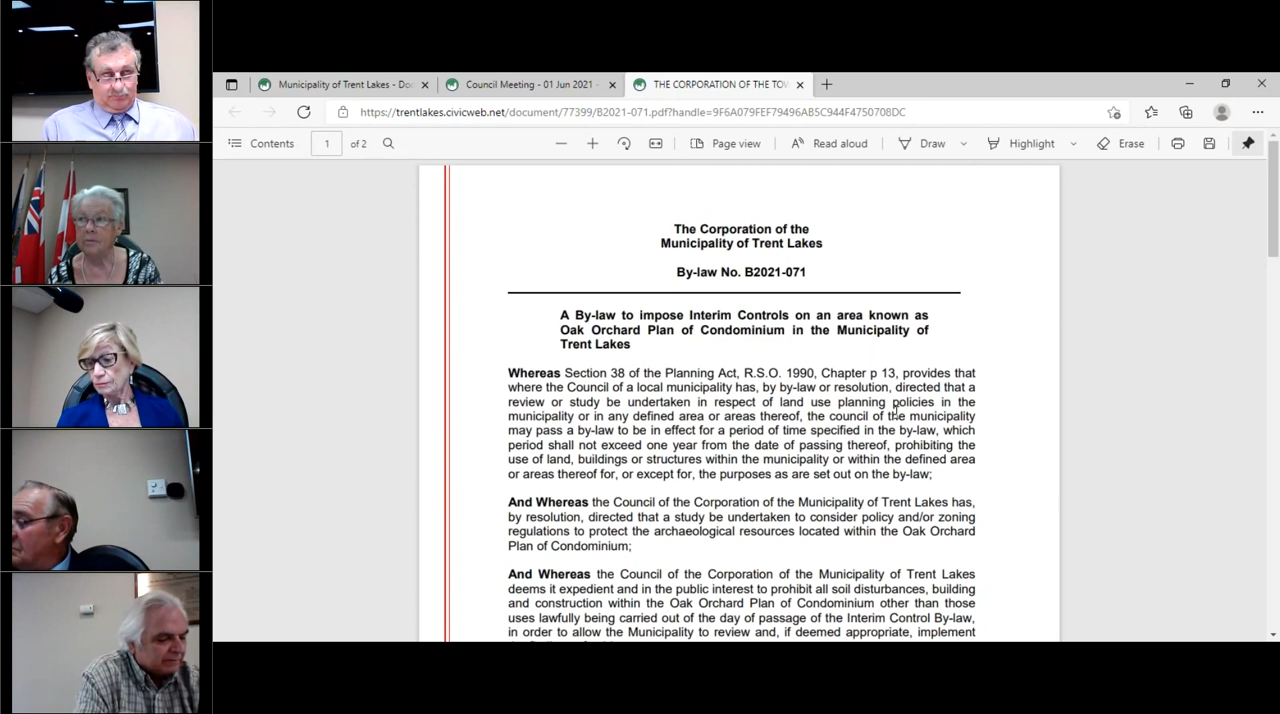 Municipality of Trent Lakes - Doc
Council Meeting - 01 Jun 2021 -
THE CORPORATION OF THE TOW
https://trentlakes.civicweb.net/document/77399/B2021-071.pdf?handle=9F6A079FEF79496AB5C944F4750708DC
Contents
1
of 2
Page view
Read aloud
Draw
Highlight
Erase
The Corporation of the
Municipality of Trent Lakes
By-law No. B2021-071
A By-law to impose Interim Controls on an area known as
Oak Orchard Plan of Condominium in the Municipality of
Trent Lakes
Whereas Section 38 of the Planning Act, R.S.O. 1990, Chapter p 13, provides that
where the Council of a local municipality has, by by-law or resolution, directed that a
review or study be undertaken in respect of land use planning policies in the
municipality or in any defined area or areas thereof, the council of the municipality
may pass a by-law to be in effect for a period of time specified in the by-law, which
period shall not exceed one year from the date of passing thereof, prohibiting the
use of land, buildings or structures within the municipality or within the defined area
or areas thereof for, or except for, the purposes as are set out on the by-law;
And Whereas the Council of the Corporation of the Municipality of Trent Lakes has,
by resolution, directed that a study be undertaken to consider policy and/or zoning
regulations to protect the archaeological resources located within the Oak Orchard
Plan of Condominium;
And Whereas the Council of the Corporation of the Municipality of Trent Lakes
deems it expedient and in the public interest to prohibit all soil disturbances, building
and construction within the Oak Orchard Plan of Condominium other than those
uses lawfully being carried out of the day of passage of the Interim Control By-law,
in order to allow the Municipality to review and, if deemed appropriate, implement